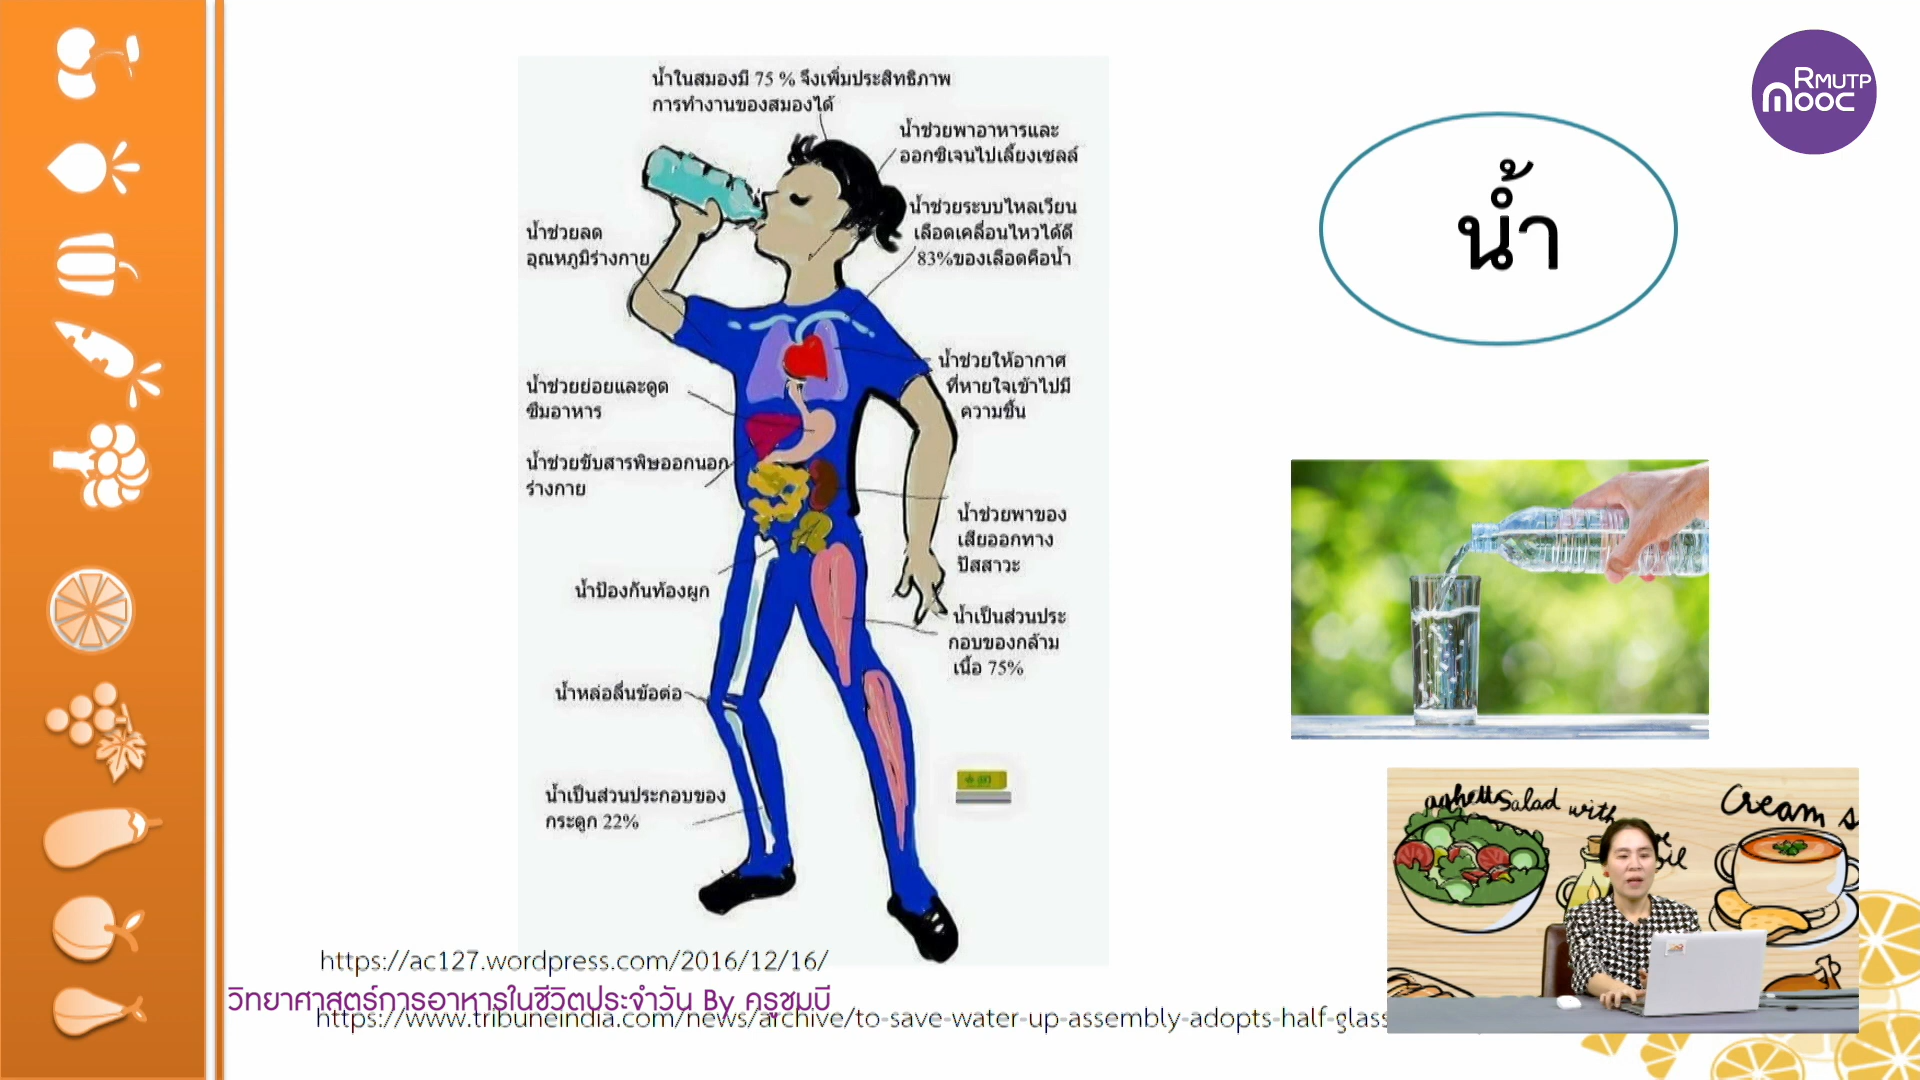 น้ำในสมองมี 75 % จึงเพิ่มประสิทธิภาพ
การทำงานของสมองได้
น้ำช่วยพาอาหารและ
ออกซิเจนไปเลี้ยงเซลล์
น้ำช่วยระบบไหลเวียน
เลือดเคลื่อนไหวได้ดี
83%ของเลือดคือน้ำ
น้ำช่วยลด
อุณหภูมิร่างกาย
น้ำช่วยให้อากาศ
ที่หายใจเข้าไปมี
ความชื้น
น้ำช่วยย่อยและดูด
ซึมอาหาร
น้ำช่วยขับสารพิษออกนอก
ร่างกาย
น้ำช่วยพาของ
เสียออกทาง
ปัสสาวะ
น้ำป้องกันท้องผูก
น้ำเป็นส่วนประ
กอบของกล้าม
เนื้อ 75%
น้ำหล่อลื่นข้อต่อ
น้ำเป็นส่วนประกอบของ
กระดูก 22%
น้ำ
RMUTP
mooc
Salad with
Cream s
https://ac127.wordpress.com/2016/12/16/
วิทยาศาสตร์การอาหารในชีวิตประจำวัน By ครูชมบี
https://www.tribuneindia.com/news/archive/to-save-water-up-assembly-adopts-half-glass